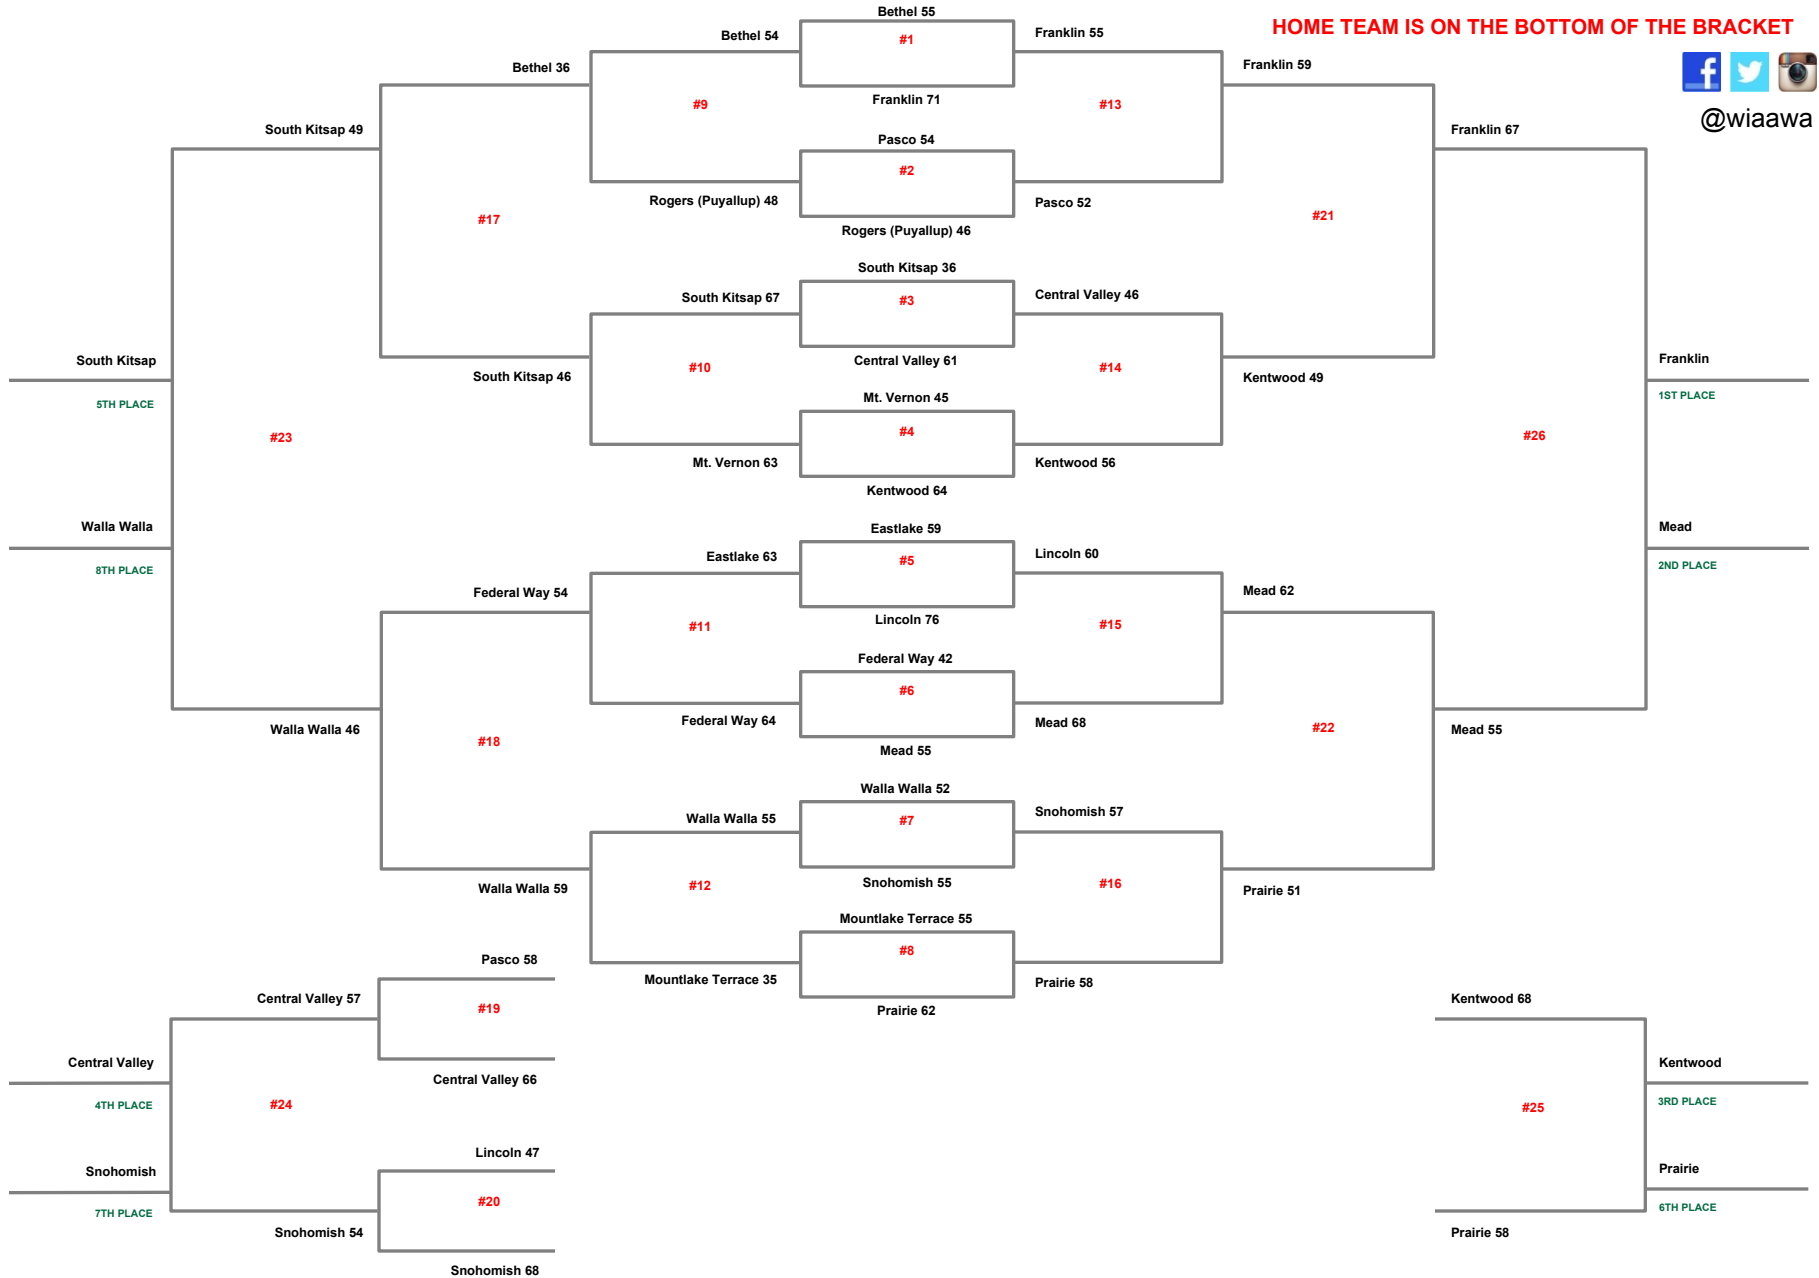 HOME TEAM IS ON THE BOTTOM OF THE BRACKET
@wiaawa
Bethel 55
#1
Franklin 71
Pasco 54
#2
Rogers (Puyallup) 46
South Kitsap 36
#3
Central Valley 61
Mt. Vernon 45
#4
Kentwood 64
Eastlake 59
#5
Lincoln 76
Federal Way 42
#6
Mead 55
Walla Walla 52
#7
Snohomish 55
Mountlake Terrace 55
#8
Prairie 62
Bethel 54
#9
Rogers (Puyallup) 48
South Kitsap 67
#10
Mt. Vernon 63
Eastlake 63
#11
Federal Way 64
Walla Walla 55
#12
Mountlake Terrace 35
Franklin 55
#13
Pasco 52
Central Valley 46
#14
Kentwood 56
Lincoln 60
#15
Mead 68
Snohomish 57
#16
Prairie 58
Bethel 36
#17
South Kitsap 46
Federal Way 54
#18
Walla Walla 59
Pasco 58
#19
Central Valley 66
Lincoln 47
#20
Snohomish 68
Franklin 59
#21
Kentwood 49
Mead 62
#22
Prairie 51
South Kitsap 49
#23
Walla Walla 46
South Kitsap
5TH PLACE
Walla Walla
8TH PLACE
Central Valley 57
#24
Snohomish 54
Central Valley
4TH PLACE
Snohomish
7TH PLACE
Kentwood 68
#25
Prairie 58
Kentwood
3RD PLACE
Prairie
6TH PLACE
Franklin 67
#26
Mead 55
Franklin
1ST PLACE
Mead
2ND PLACE